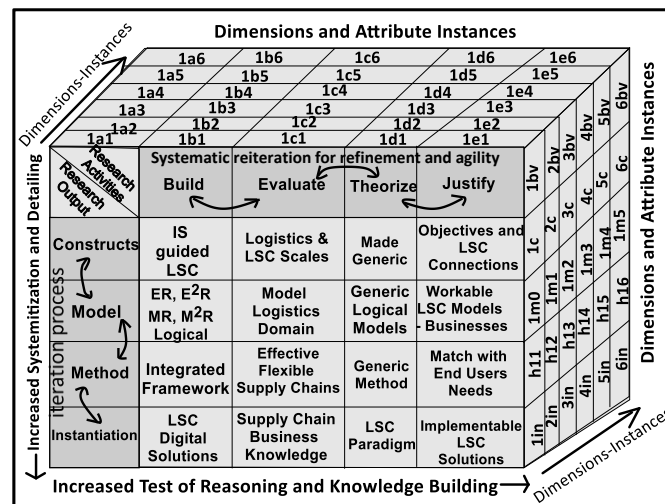 Dimensions and Attribute Instances
Dimensions-Instances
1a6 1b6 1c6 1d6 1e6
1a5 1b5 1c5 1d5 1e5
1a4 1b4 1c4 1d4 1e4
1a3 1b3 1c3 1d3 1e3
1a2 1b2 1c2 1d2 1e2
1a1 1b1 1c1 1d1 1e1
Research
Activities
Research
Output
Systematic reiteration for refinement and agility
Build Evaluate Theorize Justify
Constructs
IS
guided
LSC
Logistics &
LSC Scales
Made
Generic
Objectives and
LSC
Connections
Model
ER, E²R
MR, M²R
Logical
Model
Logistics
Domain
Generic
Logical
Models
Workable
LSC Models
- Businesses
Method
Integrated
Framework
Effective
Flexible
Supply Chains
Generic
Method
Match with
End Users
Needs
Instantiation
LSC
Digital
Solutions
Supply Chain
Business
Knowledge
LSC
Paradigm
Implementable
LSC
Solutions
iteration process
Increased Systemitization and Detailing
Increased Test of Reasoning and Knowledge Building
1bv 2bv 3bv 4bv 5bv 6bv
1c 2c 3c 4c 5c 6c
1m0 1m1 1m2 1m3 1m4 1m5
h11 h12 h13 h14 h15 h16
1in 2in 3in 4in 5in 6in
Dimensions and Attribute Instances
Dimensions-Instances